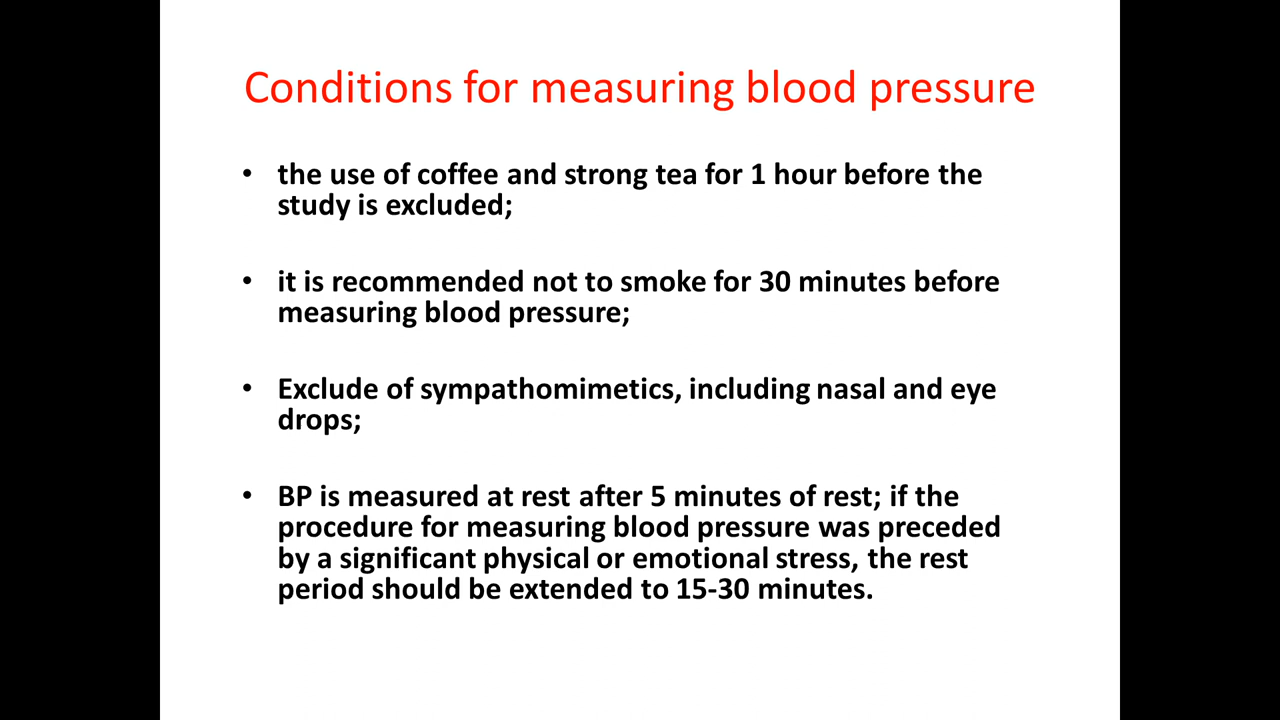 Conditions for measuring blood pressure
• the use of coffee and strong tea for 1 hour before the
study is excluded;
• it is recommended not to smoke for 30 minutes before
measuring blood pressure;
• Exclude of sympathomimetics, including nasal and eye
drops;
• BP is measured at rest after 5 minutes of rest; if the
procedure for measuring blood pressure was preceded
by a significant physical or emotional stress, the rest
period should be extended to 15-30 minutes.